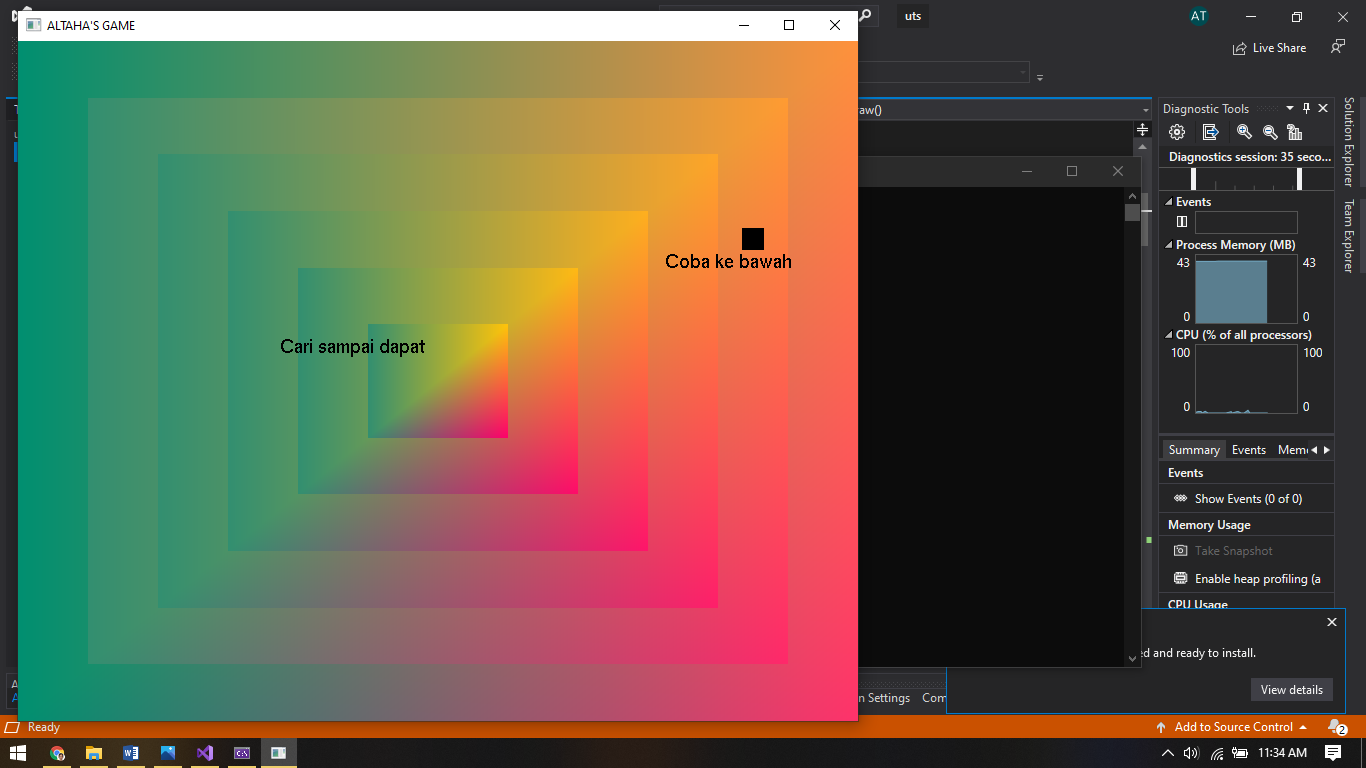 ALTAHA'S GAME
uts
AT
Live Share
raw()
Coba ke bawah
Cari sampai dapat
Diagnostic Tools
Diagnostics session: 35 seco...
Events
Process Memory (MB)
43
43
0
0
CPU (% of all processors)
100
100
0
0
Summary
Events
Events
Show Events (0 of 0)
Memory Usage
Take Snapshot
Enable heap profiling (a
CPU Usage
Solution Explorer
Team Explorer
ed and ready to install.
View details
n Settings
Com
Ready
Add to Source Control
2
11:34 AM